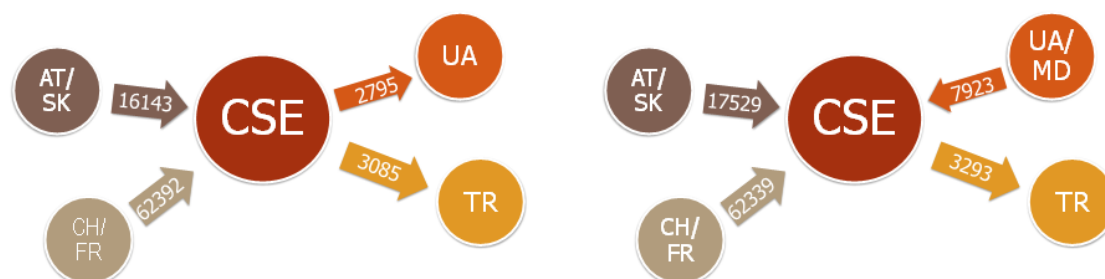 AT/
SK
16143
CSE
2795
UA
3085
TR
62392
CH/
FR
AT/
SK
17529
CSE
7923
UA/
MD
3293
TR
62339
CH/
FR